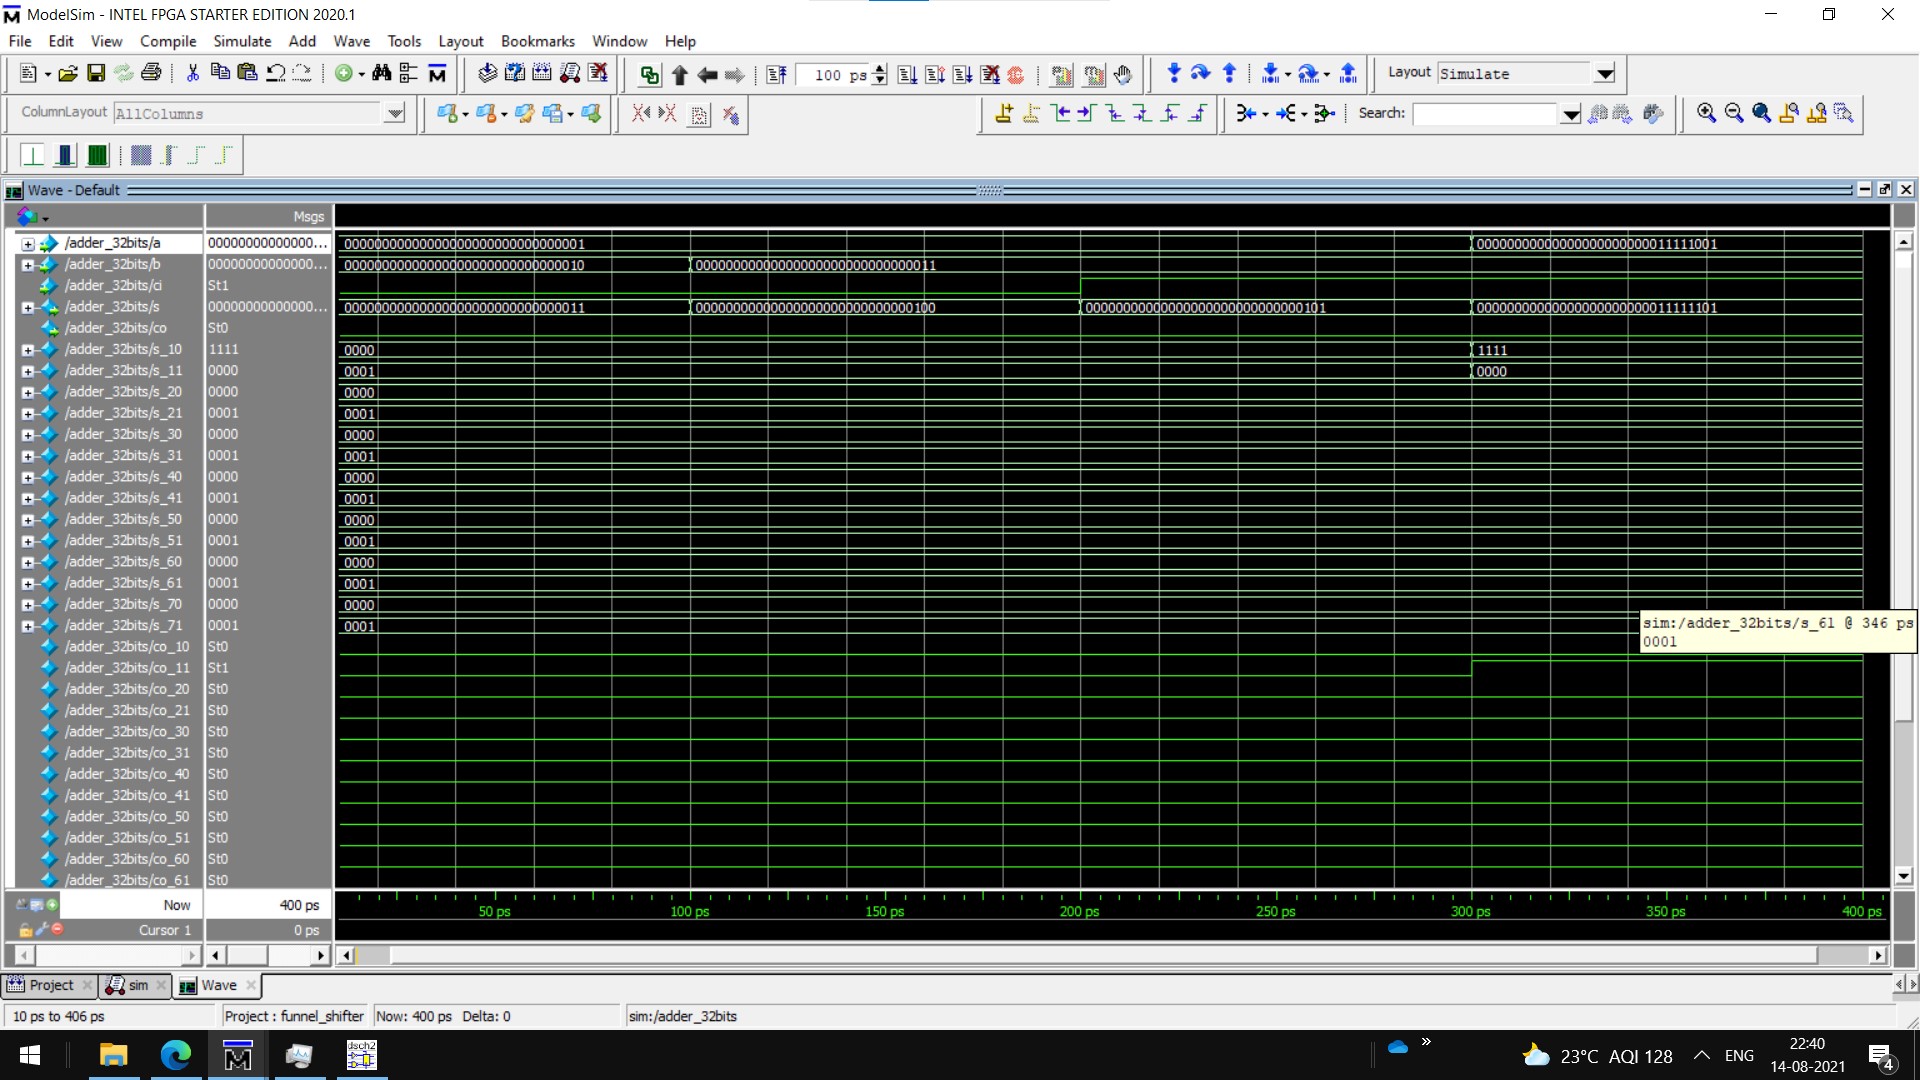 ModelSim - INTEL FPGA STARTER EDITION 2020.1
File Edit View Compile Simulate Add Wave Tools Layout Bookmarks Window Help
100 ps
Layout Simulate
ColumnLayout AllColumns
Search:
Wave - Default
Msgs
/adder_32bits/a 00000000000000... 00000000000000000000000000000001 00000000000000000000000011111001
/adder_32bits/b 00000000000000... 00000000000000000000000000000010 00000000000000000000000000000011
/adder_32bits/ci St1
/adder_32bits/s 00000000000000... 00000000000000000000000000000011 00000000000000000000000000000100 00000000000000000000000000000101 00000000000000000000000011111101
/adder_32bits/co St0
/adder_32bits/s_10 1111 0000 1111
/adder_32bits/s_11 0000 0001 0000
/adder_32bits/s_20 0000 0000
/adder_32bits/s_21 0001 0001
/adder_32bits/s_30 0000 0000
/adder_32bits/s_31 0001 0001
/adder_32bits/s_40 0000 0000
/adder_32bits/s_41 0001 0001
/adder_32bits/s_50 0000 0000
/adder_32bits/s_51 0001 0001
/adder_32bits/s_60 0000 0000
/adder_32bits/s_61 0001 0001
/adder_32bits/s_70 0000 0000
/adder_32bits/s_71 0001 0001
sim:/adder_32bits/s_61 @ 346 ps
0001
/adder_32bits/co_10 St0
/adder_32bits/co_11 St1
/adder_32bits/co_20 St0
/adder_32bits/co_21 St0
/adder_32bits/co_30 St0
/adder_32bits/co_31 St0
/adder_32bits/co_40 St0
/adder_32bits/co_41 St0
/adder_32bits/co_50 St0
/adder_32bits/co_51 St0
/adder_32bits/co_60 St0
/adder_32bits/co_61 St0
Now 400 ps
50 ps 100 ps 150 ps 200 ps 250 ps 300 ps 350 ps 400 ps
Cursor 1 0 ps
Project sim Wave
10 ps to 406 ps Project : funnel_shifter Now: 400 ps Delta: 0 sim:/adder_32bits
dsch2
23°C AQI 128 ENG
22:40
14-08-2021
4